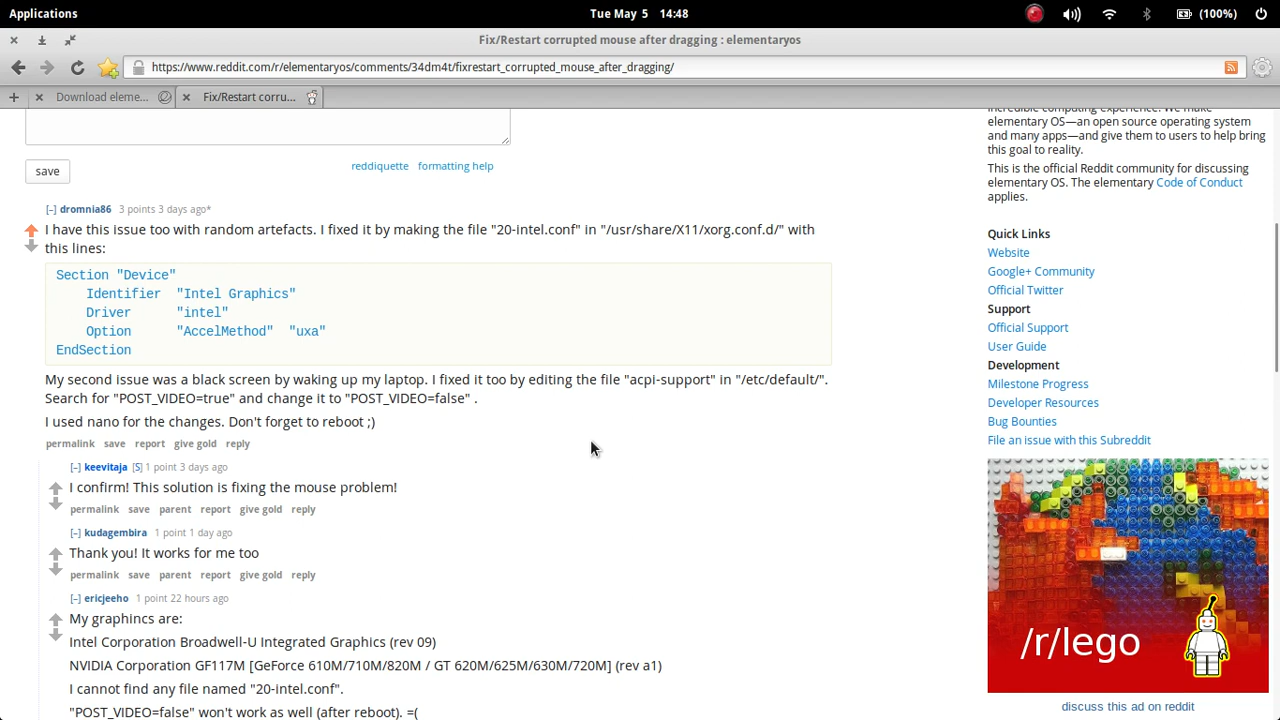 Applications
Tue May 5 14:48
(100%)
Fix/Restart corrupted mouse after dragging : elementaryos
https://www.reddit.com/r/elementaryos/comments/34dm4t/fixrestart_corrupted_mouse_after_dragging/
Download eleme...
Fix/Restart corru...
save
reddiquette formatting help
[–] dromnia86 3 points 3 days ago*
I have this issue too with random artefacts. I fixed it by making the file "20-intel.conf" in "/usr/share/X11/xorg.conf.d/" with
this lines:
Section "Device"
Identifier "Intel Graphics"
Driver "intel"
Option "AccelMethod" "uxa"
EndSection
My second issue was a black screen by waking up my laptop. I fixed it too by editing the file "acpi-support" in "/etc/default/".
Search for "POST_VIDEO=true" and change it to "POST_VIDEO=false" .
I used nano for the changes. Don't forget to reboot ;)
permalink save report give gold reply
[–] keevitaja [S] 1 point 3 days ago
I confirm! This solution is fixing the mouse problem!
permalink save parent report give gold reply
[–] kudagembira 1 point 1 day ago
Thank you! It works for me too
permalink save parent report give gold reply
[–] ericjeeho 1 point 22 hours ago
My graphincs are:
Intel Corporation Broadwell-U Integrated Graphics (rev 09)
NVIDIA Corporation GF117M [GeForce 610M/710M/820M / GT 620M/625M/630M/720M] (rev a1)
I cannot find any file named "20-intel.conf".
"POST_VIDEO=false" won't work as well (after reboot). =(
incredible computing experience. We make
elementary OS—an open source operating system
and many apps—and give them to users to help bring
this goal to reality.
This is the official Reddit community for discussing
elementary OS. The elementary Code of Conduct
applies.
Quick Links
Website
Google+ Community
Official Twitter
Support
Official Support
User Guide
Development
Milestone Progress
Developer Resources
Bug Bounties
File an issue with this Subreddit
/r/lego
discuss this ad on reddit